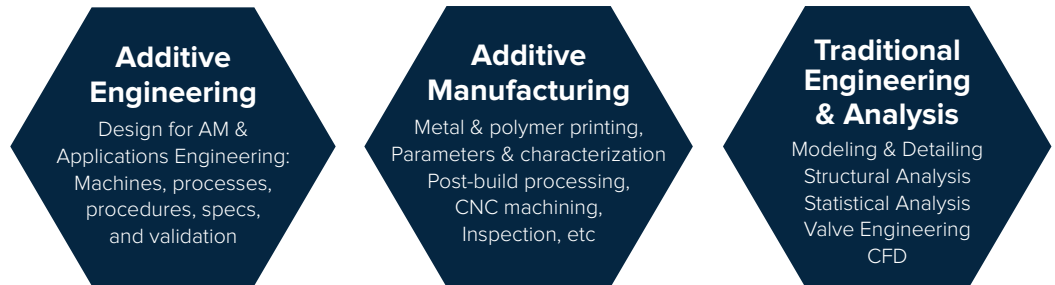 Additive
Engineering
Design for AM &
Applications Engineering:
Machines, processes,
procedures, specs,
and validation
Additive
Manufacturing
Metal & polymer printing,
Parameters & characterization
Post-build processing,
CNC machining,
Inspection, etc
Traditional
Engineering
& Analysis
Modeling & Detailing
Structural Analysis
Statistical Analysis
Valve Engineering
CFD